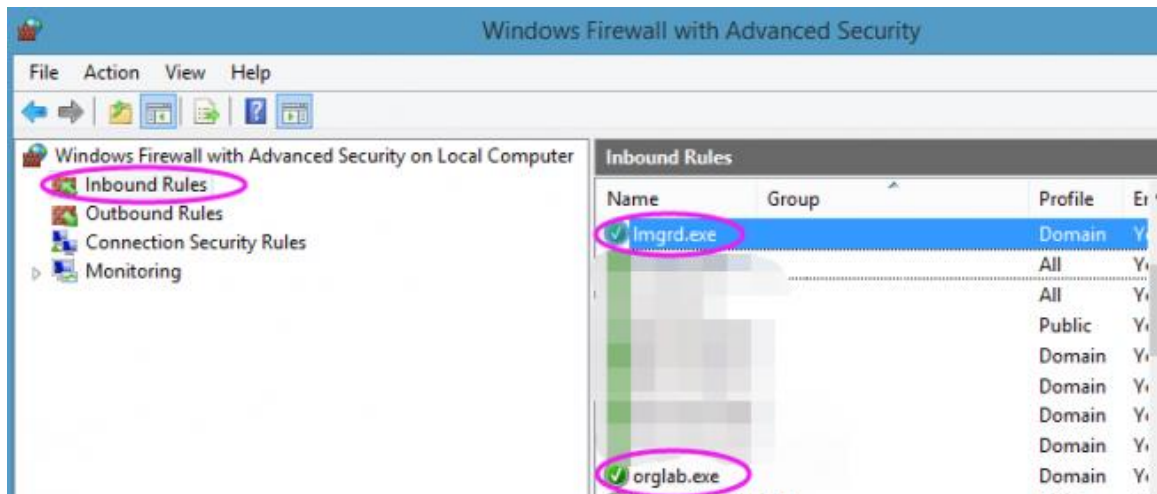 Windows Firewall with Advanced Security
File Action View Help
Windows Firewall with Advanced Security on Local Computer
Inbound Rules
Outbound Rules
Connection Security Rules
Monitoring
Inbound Rules
Name Group Profile
lmgrd.exe Domain
All
All
Public
Domain
Domain
Domain
Domain
orglab.exe Domain